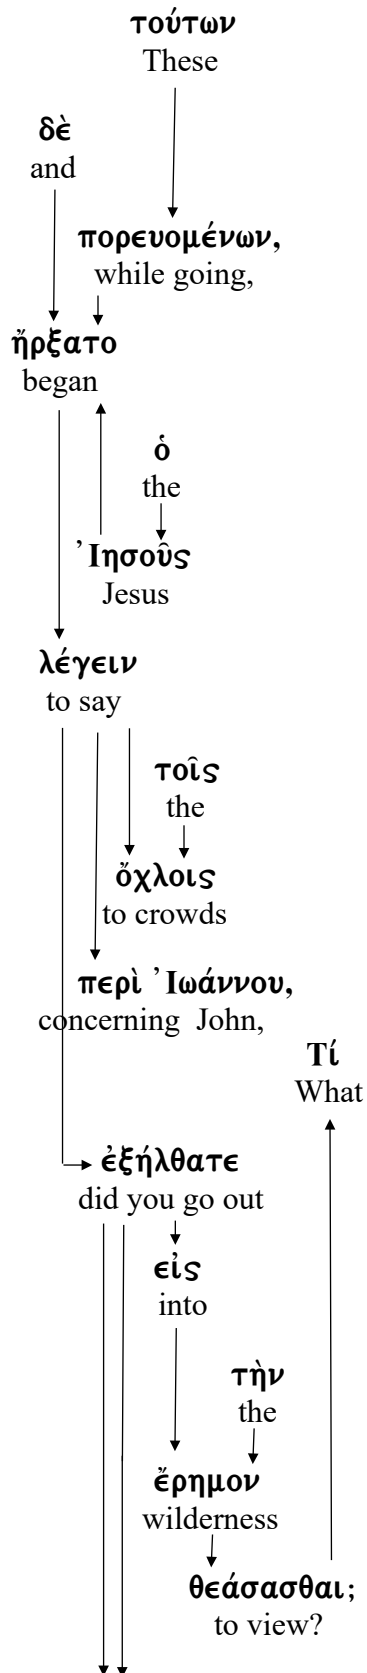 τούτων
These
δὲ
and
πορευομένων,
while going,
ἤρξατο
began
ὁ
the
᾿Ιησοῦς
Jesus
λέγειν
to say
τοῖς
the
ὄχλοις
to crowds
περὶ ᾿Ιωάννου,
concerning John,
Τί
What
ἐξήλθατε
did you go out
εἰς
into
τὴν
the
ἔρημον
wilderness
θεάσασθαι;
to view?